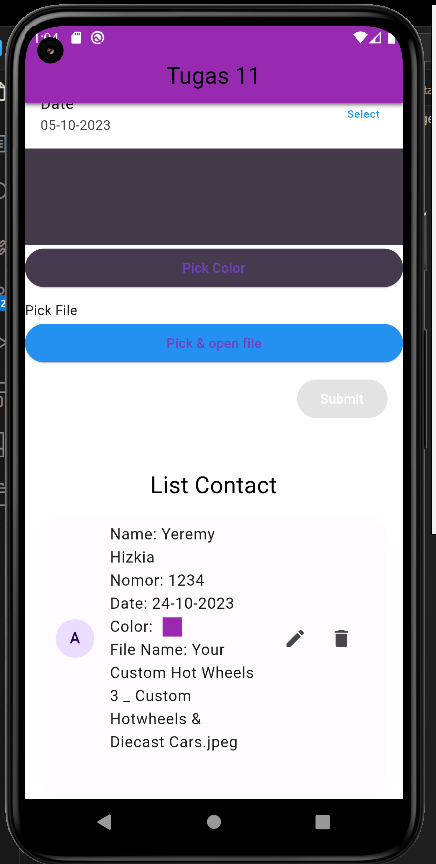 1:04
Tugas 11
Date
05-10-2023
Select
Pick Color
Pick File
Pick & open file
Submit
List Contact
Name: Yeremy
Hizkia
Nomor: 1234
Date: 24-10-2023
Color:
A
File Name: Your
Custom Hot Wheels
3 _ Custom
Hotwheels &
Diecast Cars.jpeg